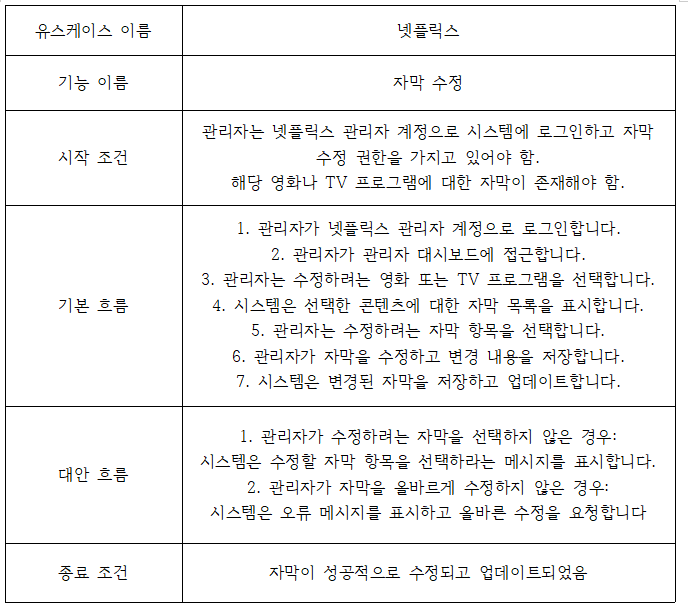 유스케이스 이름
넷플릭스
기능 이름
자막 수정
시작 조건
관리자는 넷플릭스 관리자 계정으로 시스템에 로그인하고 자막
수정 권한을 가지고 있어야 함.
해당 영화나 TV 프로그램에 대한 자막이 존재해야 함.
기본 흐름
1. 관리자가 넷플릭스 관리자 계정으로 로그인합니다.
2. 관리자가 관리자 대시보드에 접근합니다.
3. 관리자는 수정하려는 영화 또는 TV 프로그램을 선택합니다.
4. 시스템은 선택한 콘텐츠에 대한 자막 목록을 표시합니다.
5. 관리자는 수정하려는 자막 항목을 선택합니다.
6. 관리자가 자막을 수정하고 변경 내용을 저장합니다.
7. 시스템은 변경된 자막을 저장하고 업데이트합니다.
대안 흐름
1. 관리자가 수정하려는 자막을 선택하지 않은 경우:
시스템은 수정할 자막 항목을 선택하라는 메시지를 표시합니다.
2. 관리자가 자막을 올바르게 수정하지 않은 경우:
시스템은 오류 메시지를 표시하고 올바른 수정을 요청합니다
종료 조건
자막이 성공적으로 수정되고 업데이트되었음